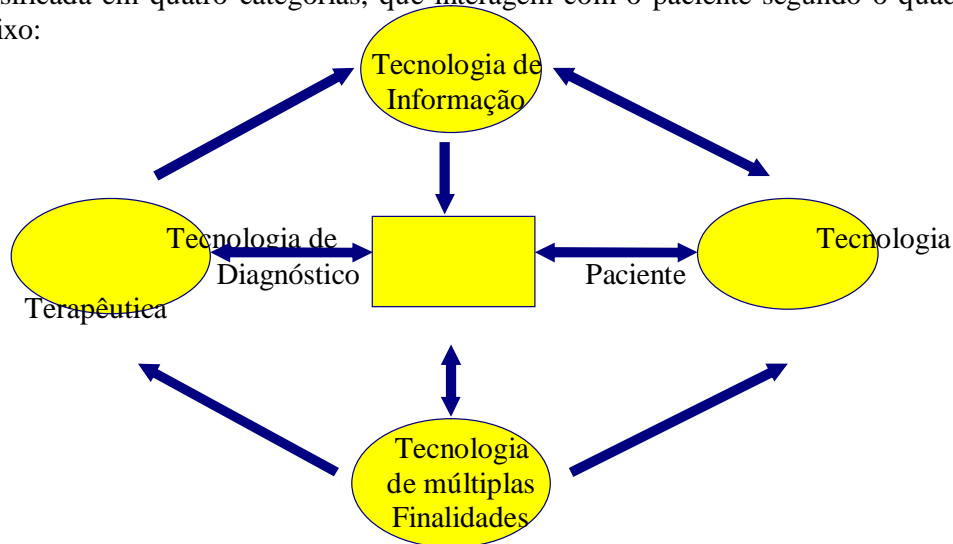 sificada em quatro categorias, que interagem com o paciente segundo o quad
ixo:
Tecnologia de
Informação
Tecnologia de
Tecnologia
Diagnóstico
Paciente
Terapêutica
Tecnologia
de múltiplas
Finalidades